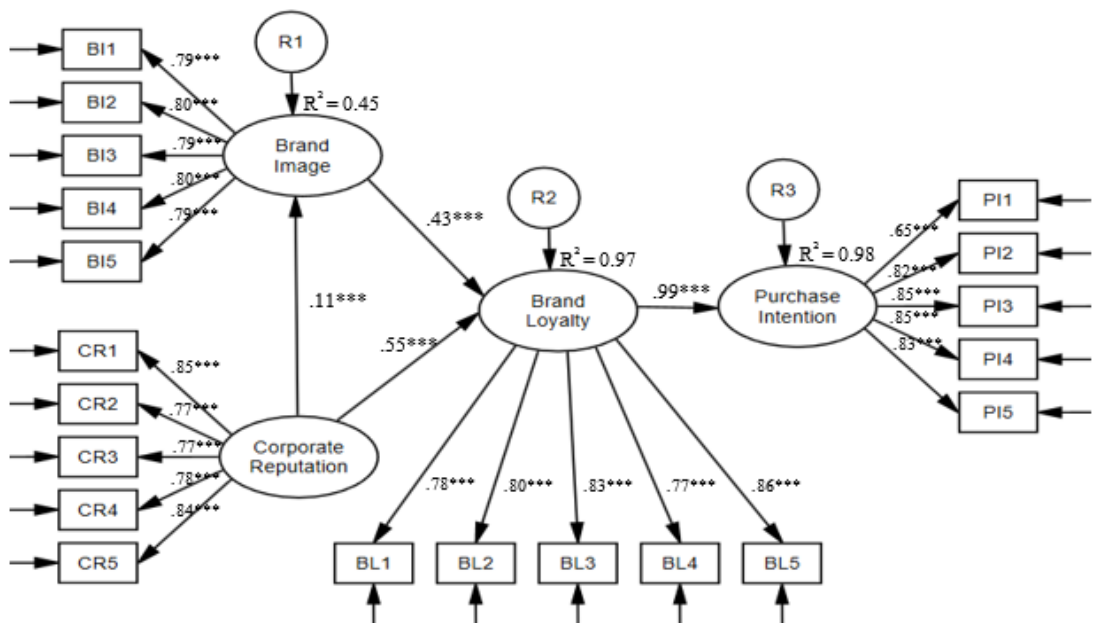 R1
BI1
.79***
R² = 0.45
BI2
.80***
Brand
Image
BI3
.79***
BI4
.80***
BI5
.79***
R2
R3
PI1
.65***
.43***
R² = 0.97
R² = 0.98
PI2
.82***
Brand
Loyalty
.99***
Purchase
Intention
.85***
PI3
.85***
.11***
.55***
.83***
PI4
CR1
.85***
PI5
CR2
.77***
Corporate
Reputation
CR3
.77***
CR4
.78***
CR5
.84***
.78***
.80***
.83***
.77***
.86***
BL1
BL2
BL3
BL4
BL5